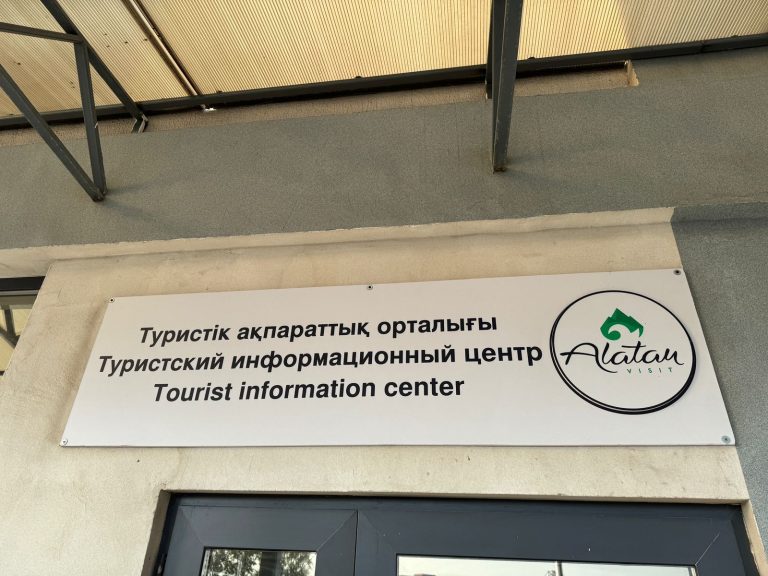 Туристік ақпараттық орталығы
Туристский информационный центр
Tourist information center
Alatau
VISIT